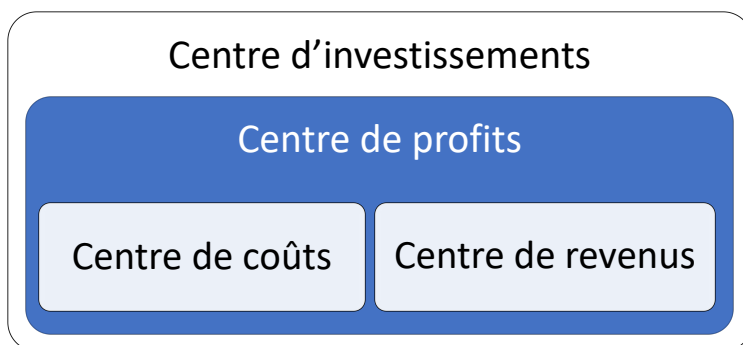 Centre d’investissements
Centre de profits
Centre de coûts
Centre de revenus